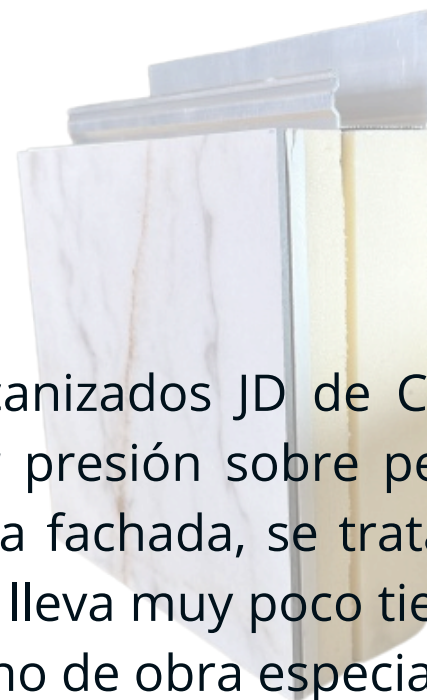 canizados JD de C
presión sobre pe
a fachada, se trata
lleva muy poco tie
no de obra especia